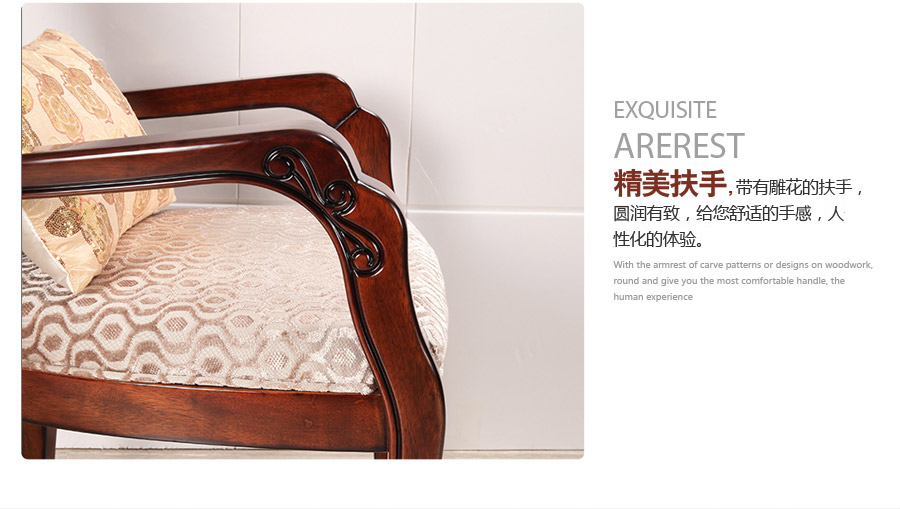 EXQUISITE
AREREST
精美扶手,带有雕花的扶手，
圆润有致，给您舒适的手感，人
性化的体验。
With the armrest of carve patterns or designs on woodwork,
round and give you the most comfortable handle, the
human experience